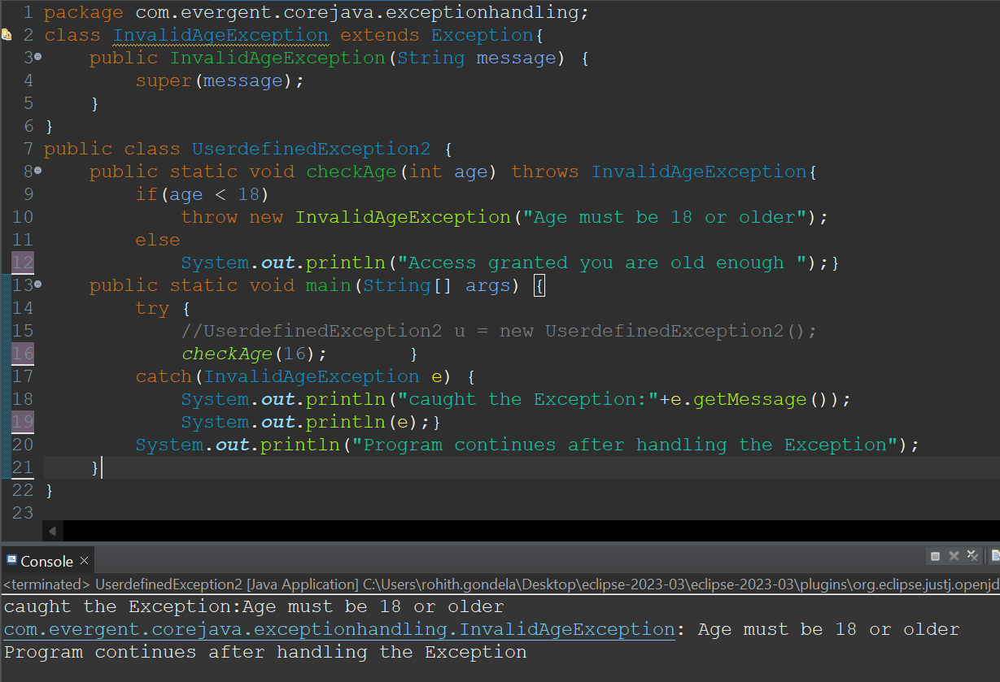 1 package com.evergent.corejava.exceptionhandling;
2 class InvalidAgeException extends Exception{
3     public InvalidAgeException(String message) {
4         super(message);
5     }
6 }
7 public class UserdefinedException2 {
8     public static void checkAge(int age) throws InvalidAgeException{
9         if(age < 18)
10             throw new InvalidAgeException("Age must be 18 or older");
11         else
12             System.out.println("Access granted you are old enough ");}
13     public static void main(String[] args) {
14         try {
15             //UserdefinedException2 u = new UserdefinedException2();
16             checkAge(16);       }
17         catch(InvalidAgeException e) {
18             System.out.println("caught the Exception:"+e.getMessage());
19             System.out.println(e);}
20         System.out.println("Program continues after handling the Exception");
21     }
22 }
23
Console
<terminated> UserdefinedException2 [Java Application] C:\Users\rohith.gondela\Desktop\eclipse-2023-03\eclipse-2023-03\plugins\org.eclipse.justj.openjd
caught the Exception:Age must be 18 or older
com.evergent.corejava.exceptionhandling.InvalidAgeException: Age must be 18 or older
Program continues after handling the Exception